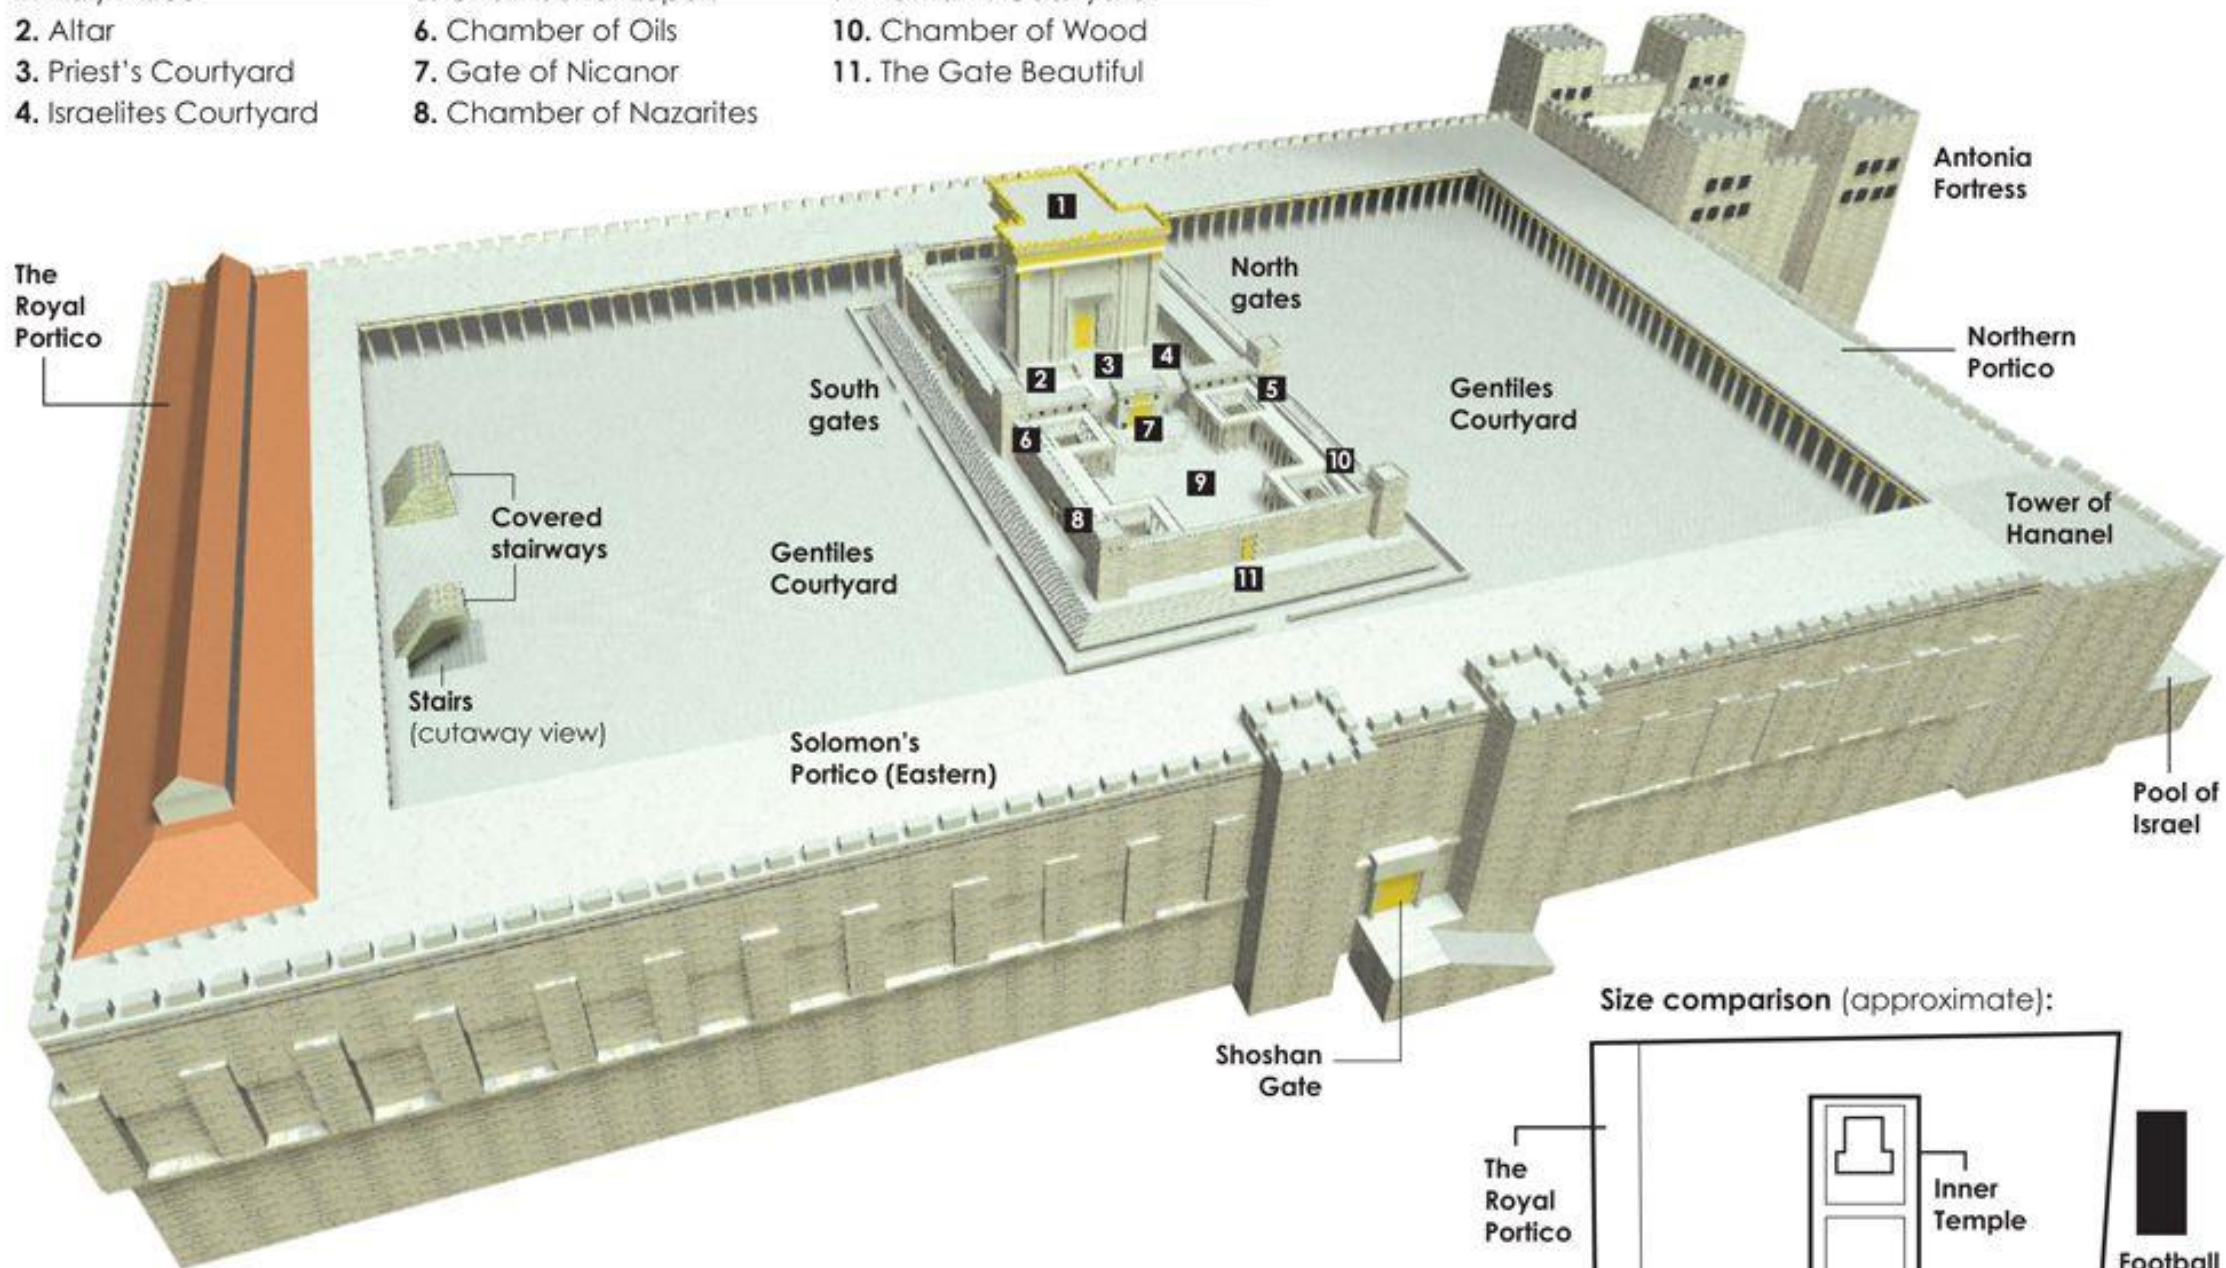 2. Altar
3. Priest's Courtyard
4. Israelites Courtyard
6. Chamber of Oils
7. Gate of Nicanor
8. Chamber of Nazarites
10. Chamber of Wood
11. The Gate Beautiful
Antonia
Fortress
1
The
Royal
Portico
North
gates
Northern
Portico
South
gates
2
3
4
5
6
7
8
9
10
11
Gentiles
Courtyard
Covered
stairways
Tower of
Hananel
Gentiles
Courtyard
Stairs
(cutaway view)
Solomon's
Portico (Eastern)
Pool of
Israel
Shoshan
Gate
Size comparison (approximate):
The
Royal
Portico
Inner
Temple
Football